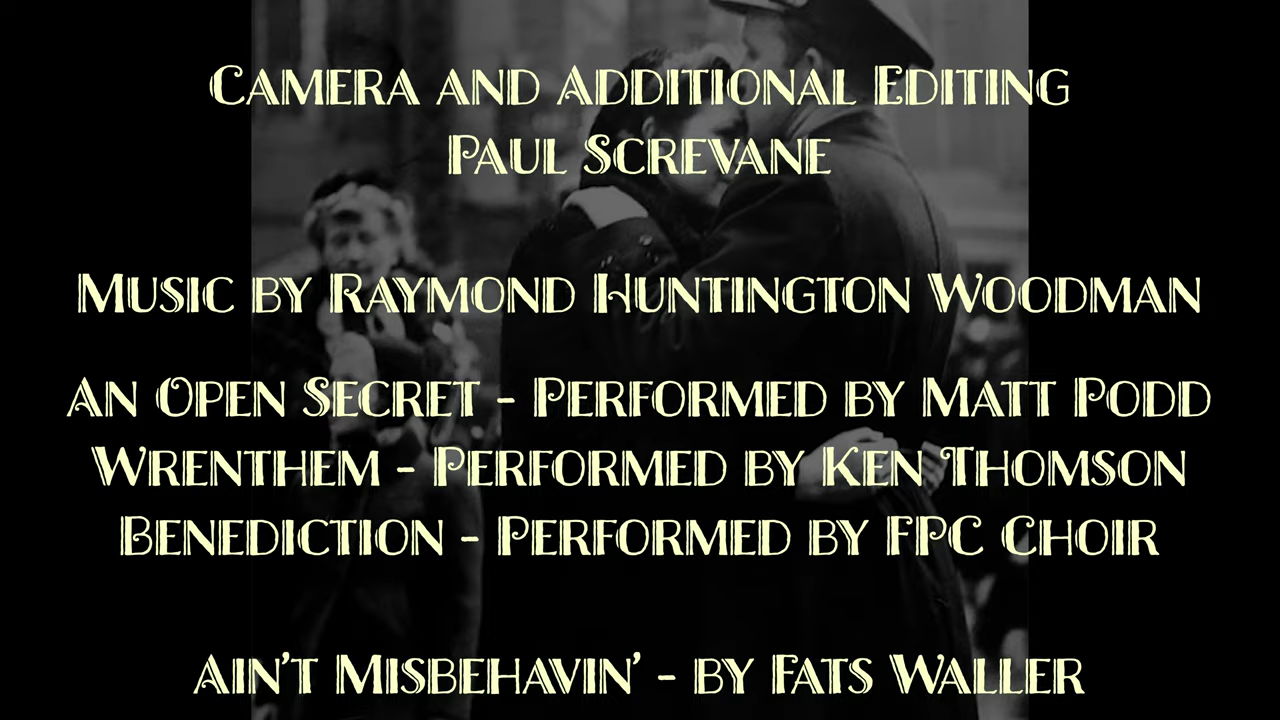 Camera and Additional Editing
Paul Screvane
Music by Raymond Huntington Woodman
An Open Secret - Performed by Matt Podd
Wrenthem - Performed by Ken Thomson
Benediction - Performed by FPC Choir
Ain't Misbehavin' - by Fats Waller